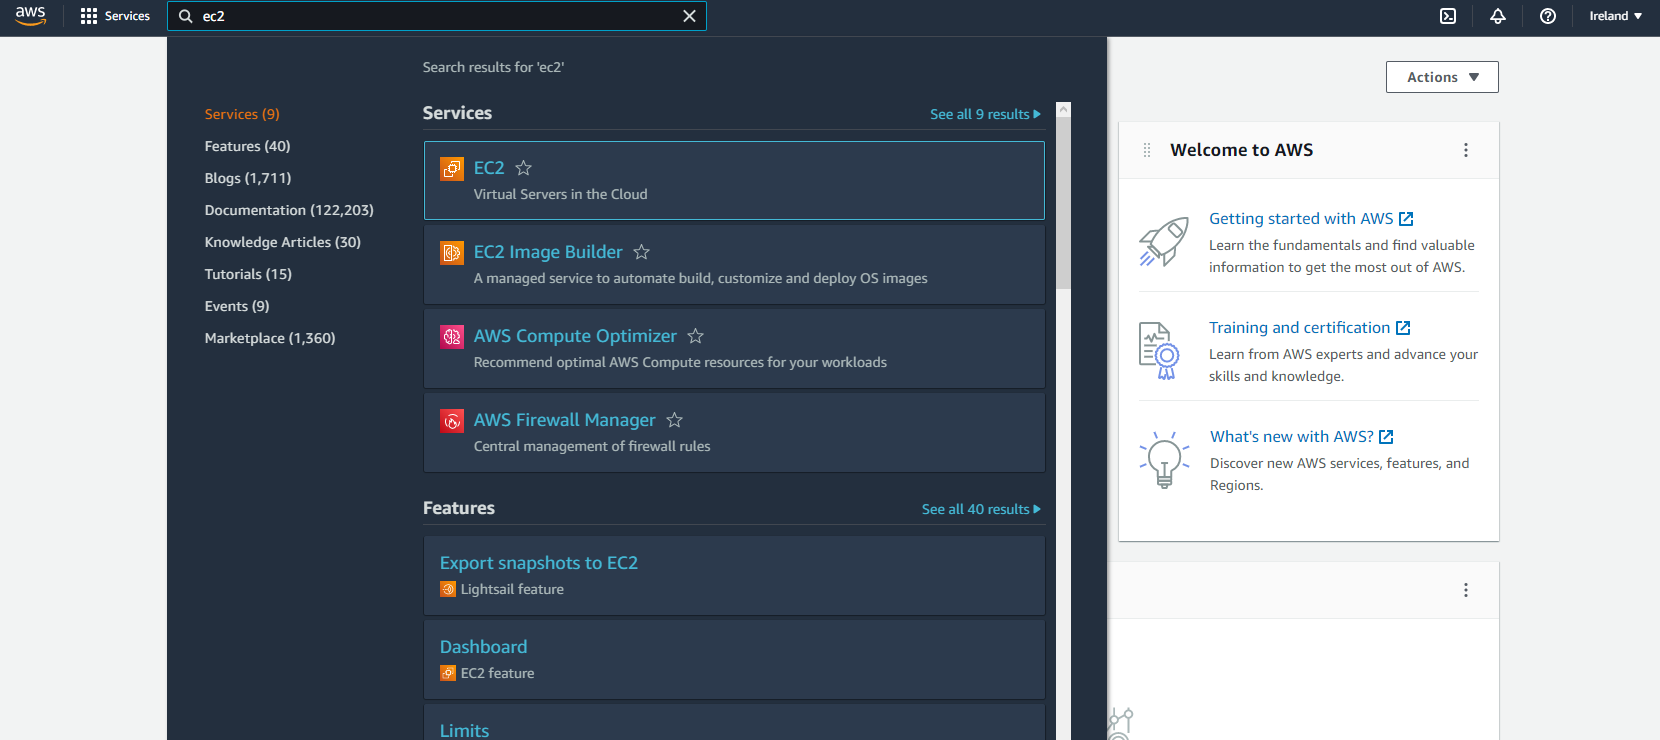 aws
Services
ec2
Ireland ▼
Search results for 'ec2'
Services (9)
Features (40)
Blogs (1,711)
Documentation (122,203)
Knowledge Articles (30)
Tutorials (15)
Events (9)
Marketplace (1,360)
Services
See all 9 results
EC2
Virtual Servers in the Cloud
EC2 Image Builder
A managed service to automate build, customize and deploy OS images
AWS Compute Optimizer
Recommend optimal AWS Compute resources for your workloads
AWS Firewall Manager
Central management of firewall rules
Features
See all 40 results
Export snapshots to EC2
Lightsail feature
Dashboard
EC2 feature
Limits
Actions ▼
Welcome to AWS
Getting started with AWS
Learn the fundamentals and find valuable
information to get the most out of AWS.
Training and certification
Learn from AWS experts and advance your
skills and knowledge.
What's new with AWS?
Discover new AWS services, features, and
Regions.